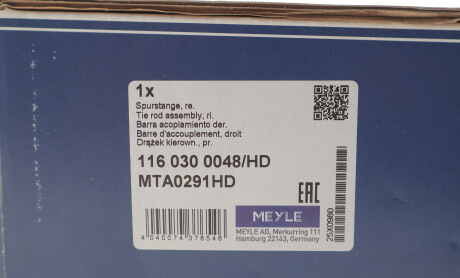 1x
Spurstange, re.
Tie rod assembly, ri.
Barra acoplamiento der.
Barre d'accouplement, droit
Drążek kierown., pr.
116 030 0048/HD
MTA0291HD
EAC
MEYLE
MEYLE AG, Merkurring 111
Hamburg 22143, Germany
4 040074 376546
25X0980